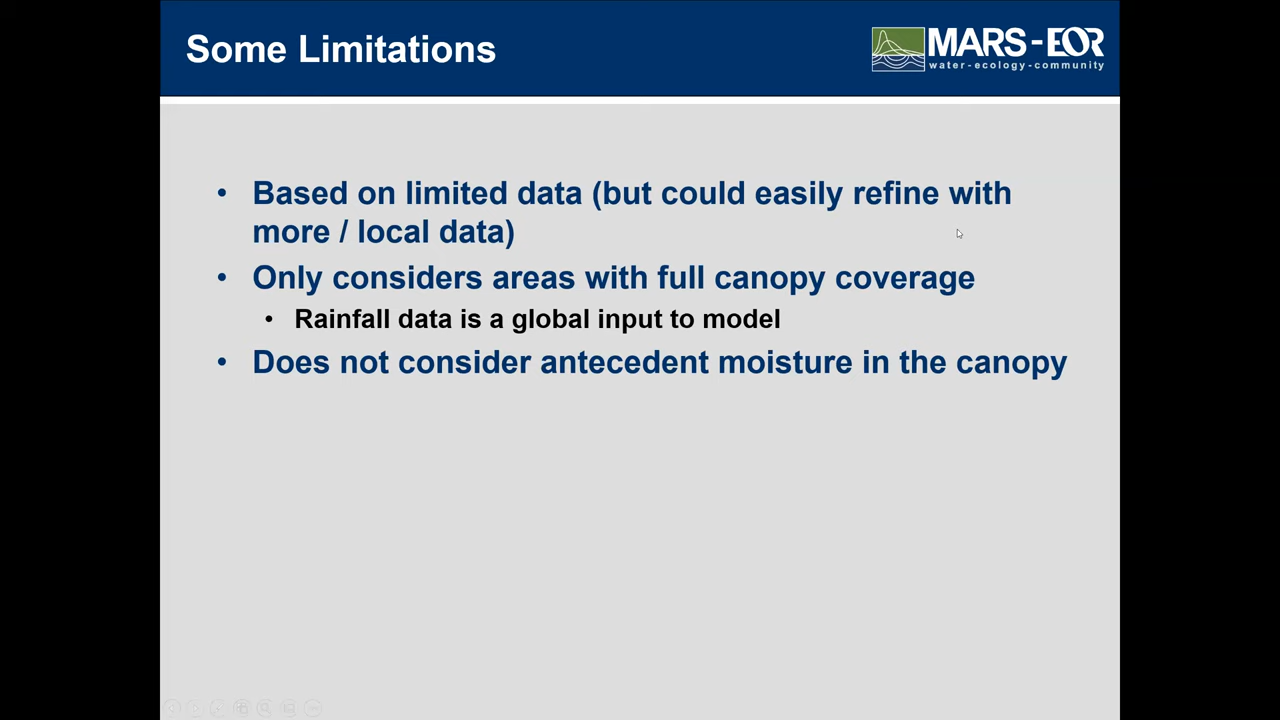 Some Limitations
MARS-EOR
water-ecology-community
• Based on limited data (but could easily refine with
more / local data)
• Only considers areas with full canopy coverage
• Rainfall data is a global input to model
• Does not consider antecedent moisture in the canopy